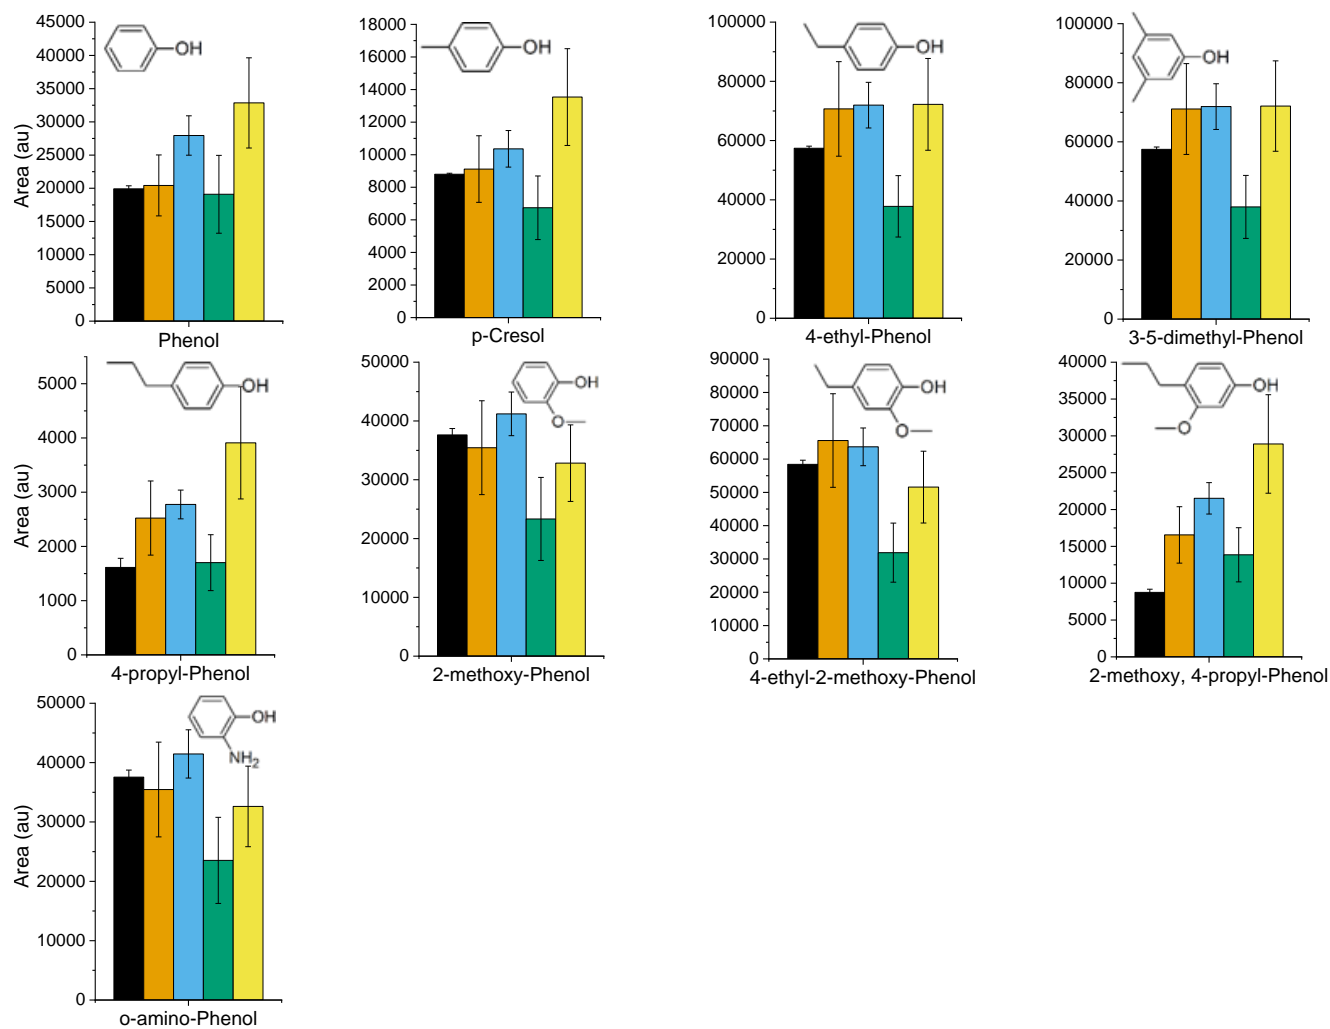 45000
40000
35000
30000
25000
20000
15000
10000
5000
0
Area (au)
OH
Phenol
18000
16000
14000
12000
10000
8000
6000
4000
2000
0
OH
p-Cresol
100000
80000
60000
40000
20000
0
OH
4-ethyl-Phenol
100000
80000
60000
40000
20000
0
OH
3-5-dimethyl-Phenol
5000
4000
3000
2000
1000
0
Area (au)
OH
4-propyl-Phenol
50000
40000
30000
20000
10000
0
OH
O
2-methoxy-Phenol
90000
80000
70000
60000
50000
40000
30000
20000
10000
0
OH
O
4-ethyl-2-methoxy-Phenol
40000
35000
30000
25000
20000
15000
10000
5000
0
OH
O
2-methoxy, 4-propyl-Phenol
50000
40000
30000
20000
10000
0
Area (au)
OH
NH₂
o-amino-Phenol